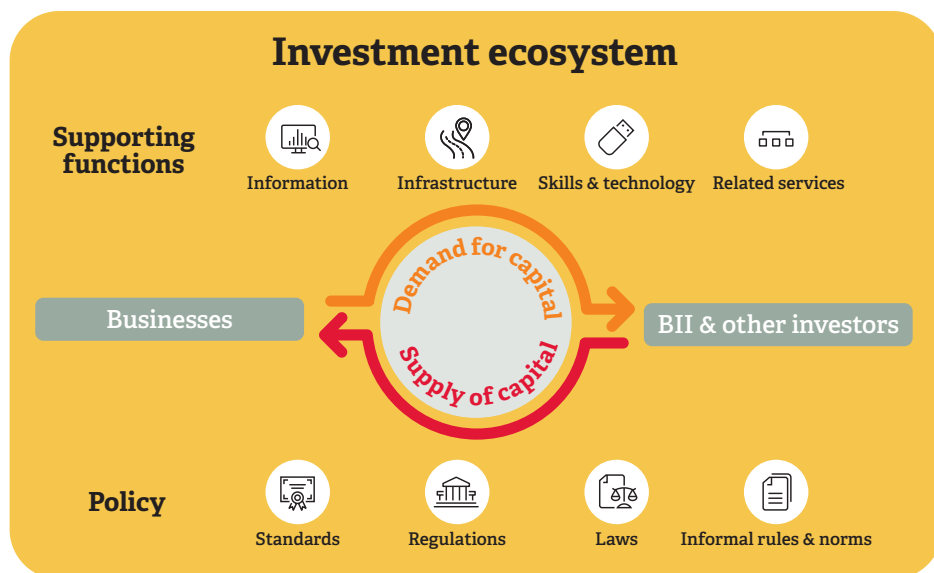 Investment ecosystem
Supporting
functions
Information
Infrastructure
Skills & technology
Related services
Demand for capital
Businesses
BII & other investors
Supply of capital
Policy
Standards
Regulations
Laws
Informal rules & norms